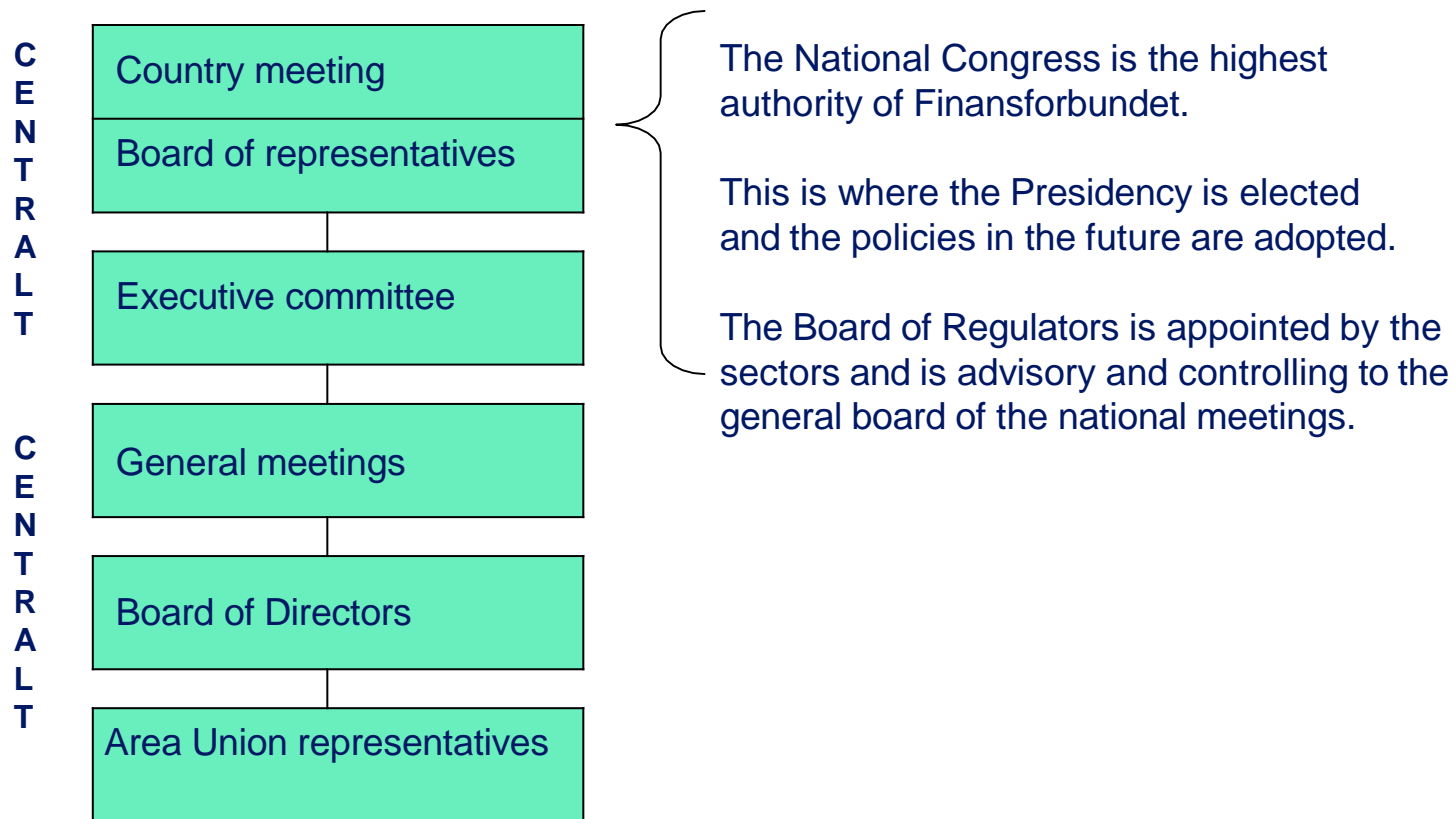 CENTRALT
Country meeting
Board of representatives
Executive committee
CENTRALT
General meetings
Board of Directors
Area Union representatives
The National Congress is the highest
authority of Finansforbundet.
This is where the Presidency is elected
and the policies in the future are adopted.
The Board of Regulators is appointed by the
sectors and is advisory and controlling to the
general board of the national meetings.